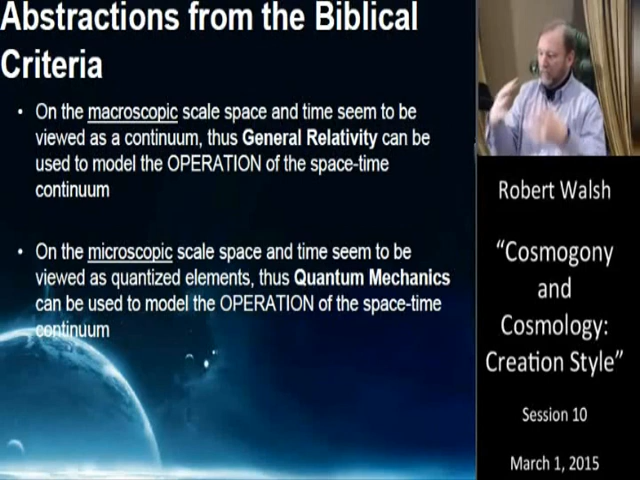 Abstractions from the Biblical
Criteria
• On the macroscopic scale space and time seem to be
viewed as a continuum, thus General Relativity can be
used to model the OPERATION of the space-time
continuum
• On the microscopic scale space and time seem to be
viewed as quantized elements, thus Quantum Mechanics
can be used to model the OPERATION of the space-time
continuum
Robert Walsh
“Cosmogony
and
Cosmology:
Creation Style”
Session 10
March 1, 2015